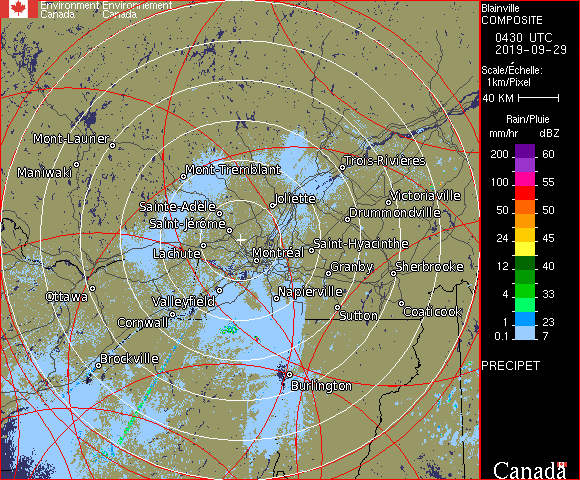 Environment Environnement
Canada Canada
Blainville
COMPOSITE
0430 UTC
2019-09-29
Scale/Échelle:
1km/Pixel
40 KM
Rain/Pluie
mm/hr dBZ
200 60
100 55
50 50
24 45
12 40
4 33
1 23
0.1 7
PRECIPET
Canada
Mont-Laurier
Maniwaki
Mont-Tremblant
Trois-Rivières
Joliette
Victoriaville
Sainte-Adèle
Drummondville
Saint-Jérôme
Lachute
Montréal
Saint-Hyacinthe
Granby
Sherbrooke
Ottawa
Valleyfield
Napierville
Cornwall
Sutton
Coaticook
Brockville
Burlington